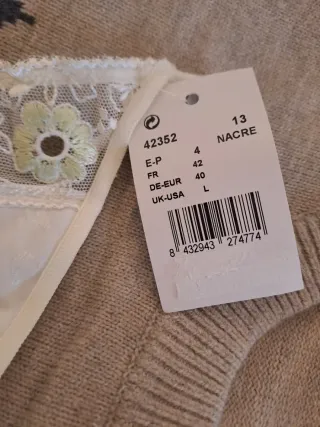 42352 13
NACRE
E-P 4
FR 42
DE-EUR 40
UK-USA L
8 432943 274774